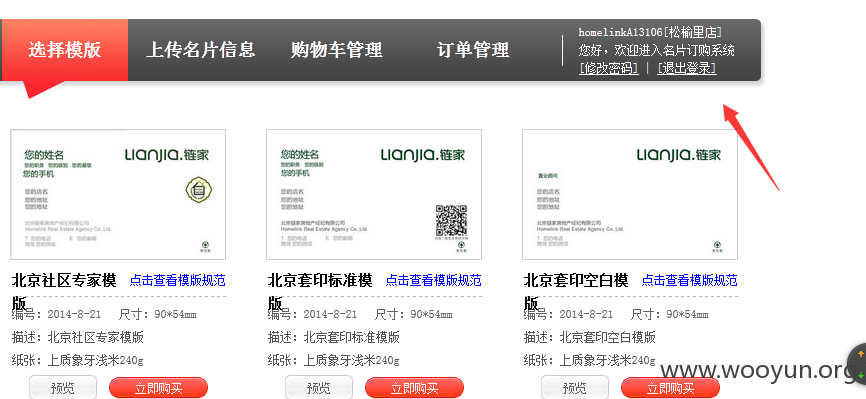 选择模版 上传名片信息 购物车管理 订单管理
homelinkA13106[松榆里店]
您好，欢迎进入名片订购系统
[修改密码] | [退出登录]
您的姓名 LIANJIA.链家
您的职务 您的级别 您的星级
您的手机
您的店名
您的地址
您的地址
北京链家房地产经纪有限公司
Homelink Real Estate Agency Co.,Ltd.
T 您的电话 E 您的邮箱
北京社区专家模版 点击查看模版规范
编号：2014-8-21 尺寸：90*54mm
描述：北京社区专家模版
纸张：上质象牙浅米240g
预览 立即购买
您的姓名 LIANJIA.链家
您的职务 您的级别
您的手机
您的店名
您的地址
您的地址
北京链家房地产经纪有限公司
Homelink Real Estate Agency Co.,Ltd.
T 您的电话 E 您的邮箱
北京套印标准模版 点击查看模版规范
编号：2014-8-21 尺寸：90*54mm
描述：北京套印标准模版
纸张：上质象牙浅米240g
预览 立即购买
LIANJIA.链家
置业顾问
您的店名
您的地址
您的地址
北京链家房地产经纪有限公司
Homelink Real Estate Agency Co.,Ltd.
T 您的电话 E 您的邮箱
北京套印空白模版 点击查看模版规范
编号：2014-8-21 尺寸：90*54mm
描述：北京套印空白模版
纸张：上质象牙浅米240g
预览 立即购买
www.wooyun.org